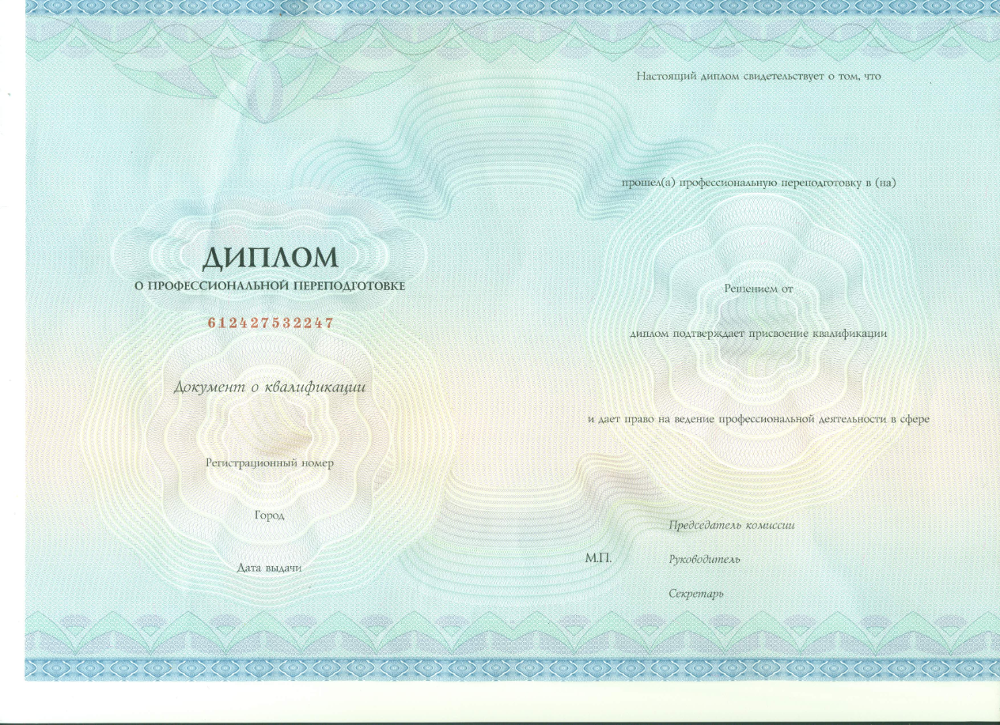 ДИПЛОМ
О ПРОФЕССИОНАЛЬНОЙ ПЕРЕПОДГОТОВКЕ
612427532247
Документ о квалификации
Регистрационный номер
Город
Дата выдачи
Настоящий диплом свидетельствует о том, что
прошел(а) профессиональную переподготовку в (на)
Решением от
диплом подтверждает присвоение квалификации
и дает право на ведение профессиональной деятельности в сфере
Председатель комиссии
М.П.
Руководитель
Секретарь